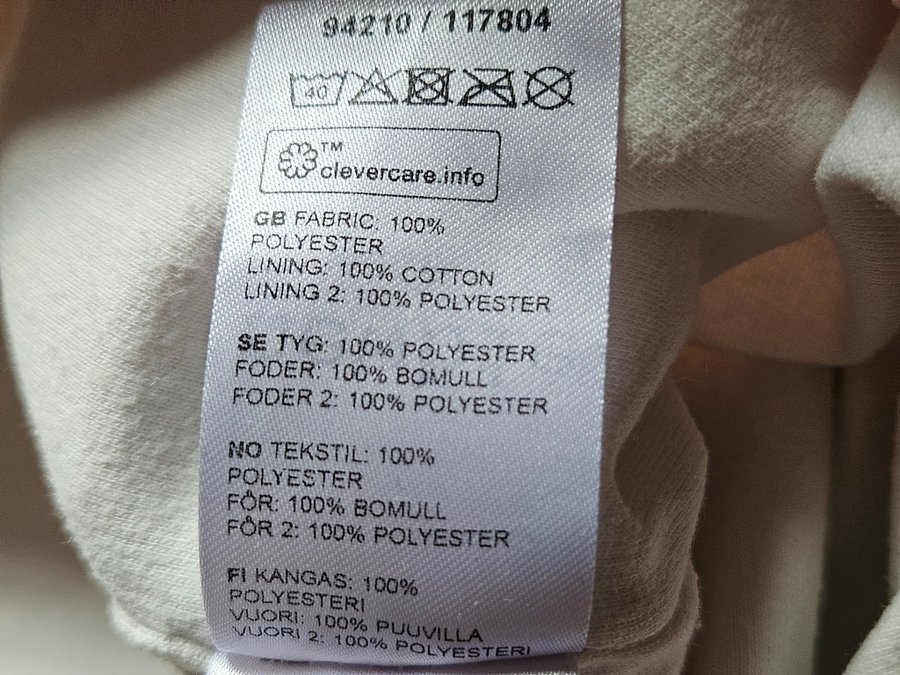 94210 / 117804
40
TM
clevercare.info
GB FABRIC: 100%
POLYESTER
LINING: 100% COTTON
LINING 2: 100% POLYESTER
SE TYG: 100% POLYESTER
FODER: 100% BOMULL
FODER 2: 100% POLYESTER
NO TEKSTIL: 100%
POLYESTER
FÔR: 100% BOMULL
FÔR 2: 100% POLYESTER
FI KANGAS: 100%
POLYESTERI
VUORI: 100% PUUVILLA
VUORI 2: 100% POLYESTERI